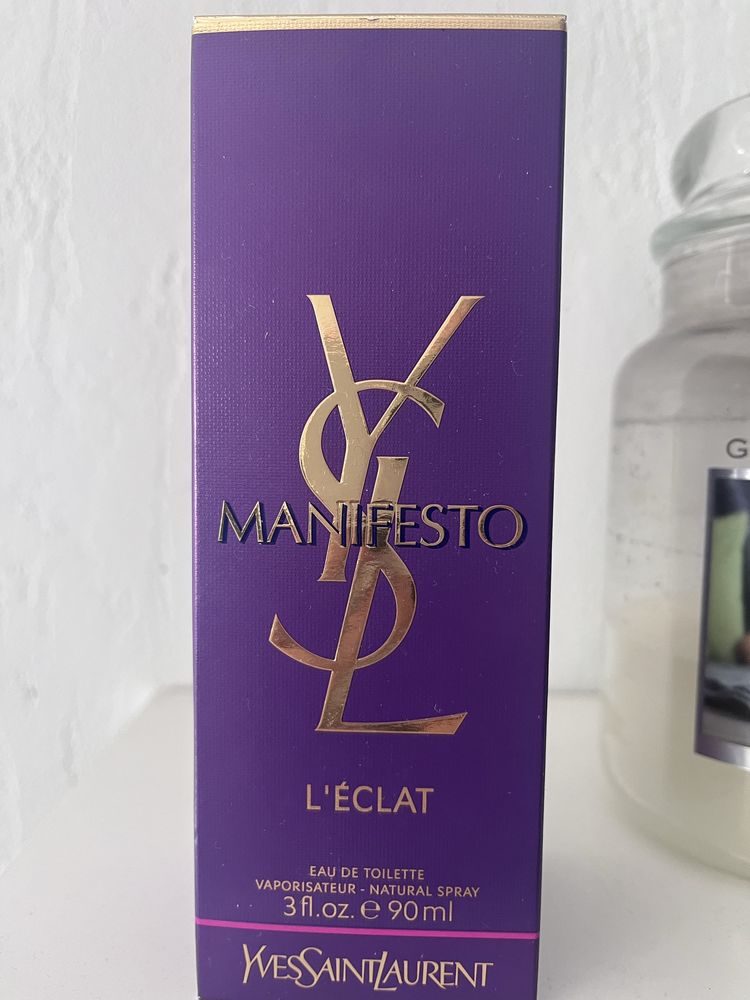 YSL
MANIFESTO
L'ÉCLAT
EAU DE TOILETTE
VAPORISATEUR - NATURAL SPRAY
3 fl.oz. ℮ 90 ml
YVESSAINTLAURENT
G